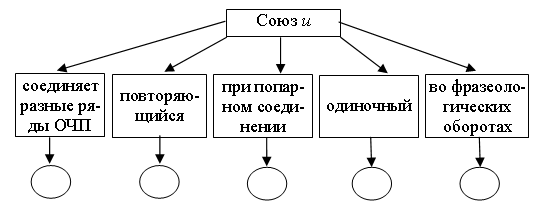 Союз и
соединяет
разные ря-
ды ОЧП
повторяю-
щийся
при попар-
ном соеди-
нении
одиночный
во фразеоло-
гических
оборотах